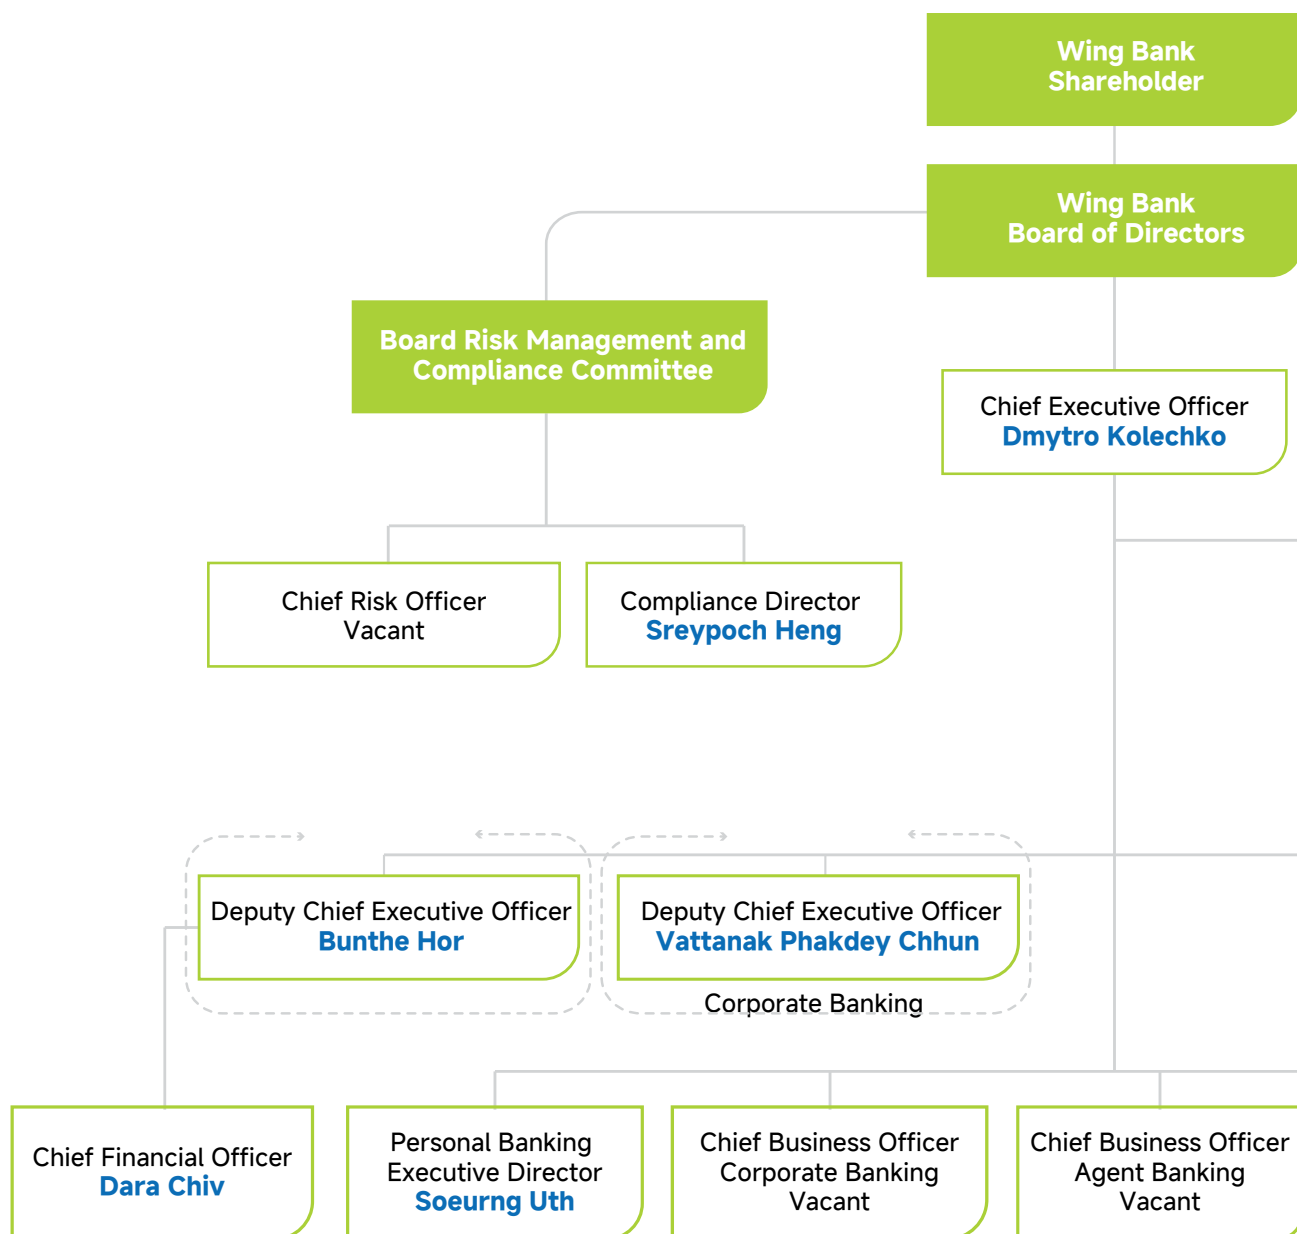 Wing Bank
Shareholder
Wing Bank
Board of Directors
Board Risk Management and
Compliance Committee
Chief Executive Officer
Dmytro Kolechko
Chief Risk Officer
Vacant
Compliance Director
Sreypoch Heng
Deputy Chief Executive Officer
Bunthe Hor
Deputy Chief Executive Officer
Vattanak Phakdey Chhun
Corporate Banking
Chief Financial Officer
Dara Chiv
Personal Banking
Executive Director
Soeurng Uth
Chief Business Officer
Corporate Banking
Vacant
Chief Business Officer
Agent Banking
Vacant